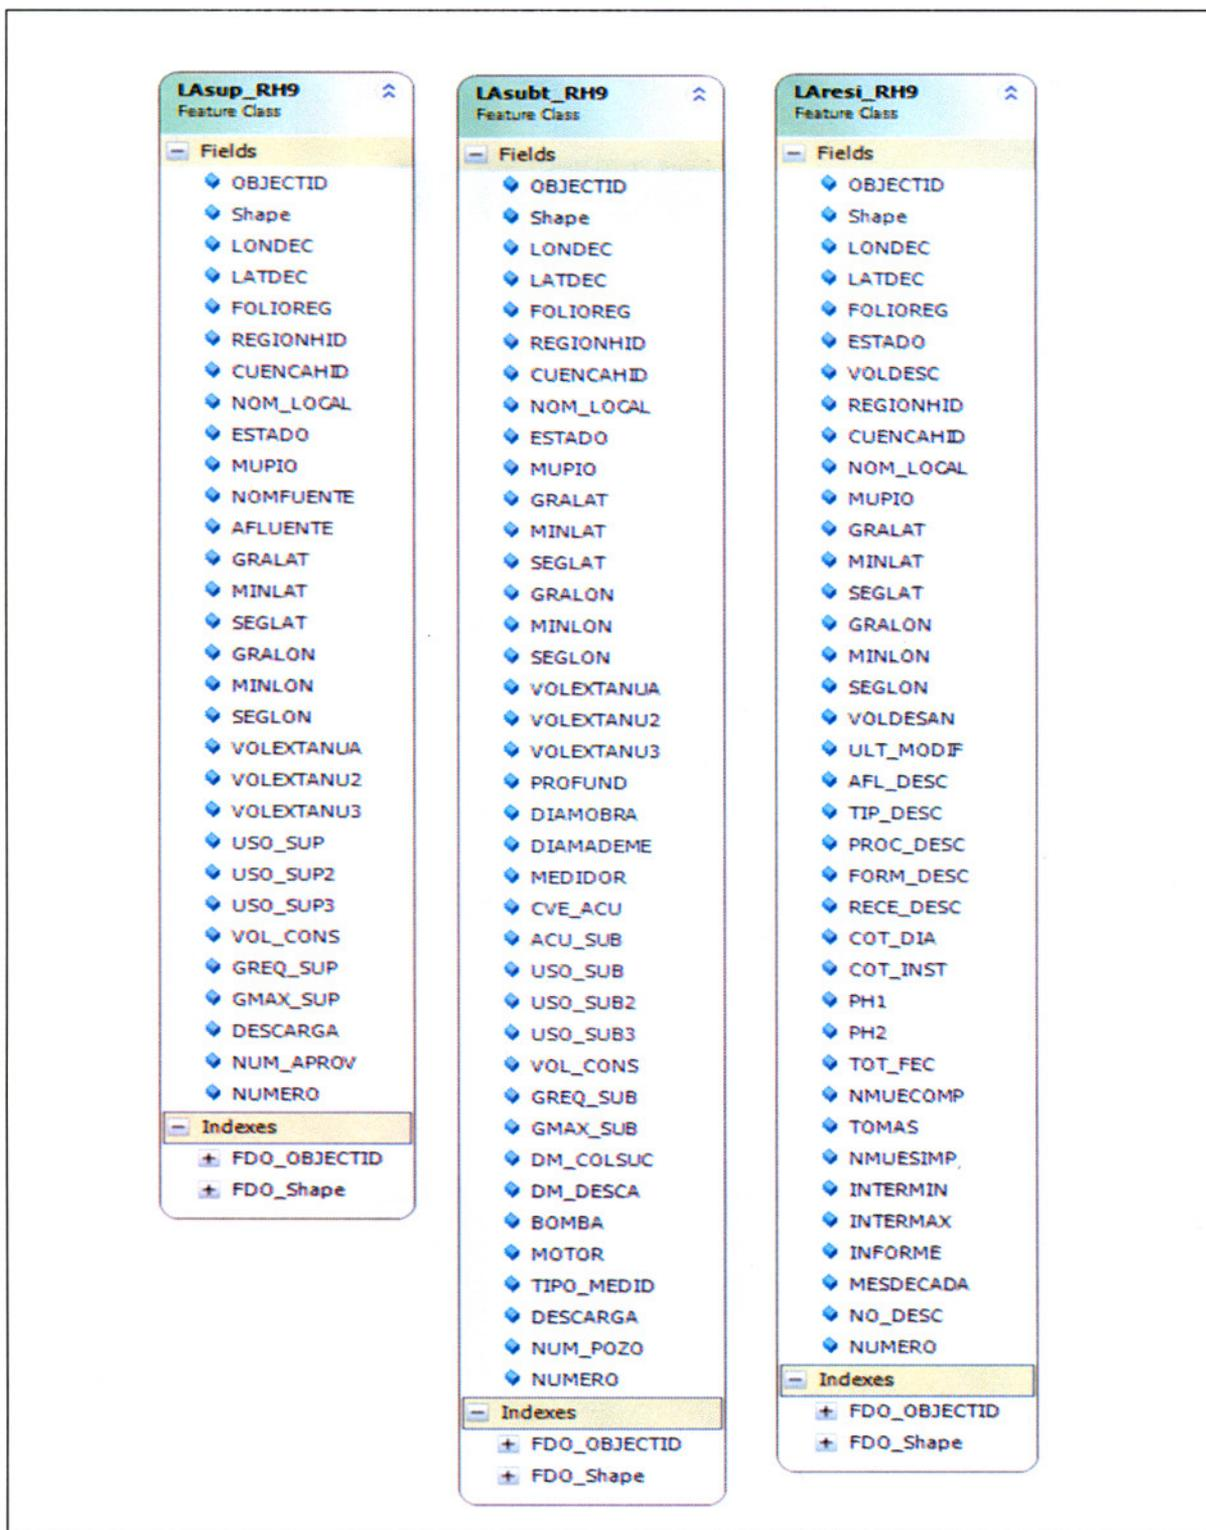 LAsup_RH9
Feature Class
Fields
OBJECTID
Shape
LONDEC
LATDEC
FOLIOREG
REGIONHID
CUENCAHID
NOM_LOCAL
ESTADO
MUPIO
NOMFUENTE
AFLUENTE
GRALAT
MINLAT
SEGLAT
GRALON
MINLON
SEGLON
VOLEXTANUA
VOLEXTANU2
VOLEXTANU3
USO_SUP
USO_SUP2
USO_SUP3
VOL_CONS
GREQ_SUP
GMAX_SUP
DESCARGA
NUM_APROV
NUMERO
Indexes
FDO_OBJECTID
FDO_Shape
LAsubt_RH9
Feature Class
Fields
OBJECTID
Shape
LONDEC
LATDEC
FOLIOREG
REGIONHID
CUENCAHID
NOM_LOCAL
ESTADO
MUPIO
GRALAT
MINLAT
SEGLAT
GRALON
MINLON
SEGLON
VOLEXTANUA
VOLEXTANU2
VOLEXTANU3
PROFUND
DIAMOBRA
DIAMADEME
MEDIDOR
CVE_ACU
ACU_SUB
USO_SUB
USO_SUB2
USO_SUB3
VOL_CONS
GREQ_SUB
GMAX_SUB
DM_COLSUC
DM_DESCA
BOMBA
MOTOR
TIPO_MEDID
DESCARGA
NUM_POZO
NUMERO
Indexes
FDO_OBJECTID
FDO_Shape
LAresi_RH9
Feature Class
Fields
OBJECTID
Shape
LONDEC
LATDEC
FOLIOREG
ESTADO
VOLDESC
REGIONHID
CUENCAHID
NOM_LOCAL
MUPIO
GRALAT
MINLAT
SEGLAT
GRALON
MINLON
SEGLON
VOLDESAN
ULT_MODIF
AFL_DESC
TIP_DESC
PROC_DESC
FORM_DESC
RECE_DESC
COT_DIA
COT_INST
PH1
PH2
TOT_FEC
NMUECOMP
TOMAS
NMUESIMP
INTERMIN
INTERMAX
INFORME
MESDECADA
NO_DESC
NUMERO
Indexes
FDO_OBJECTID
FDO_Shape